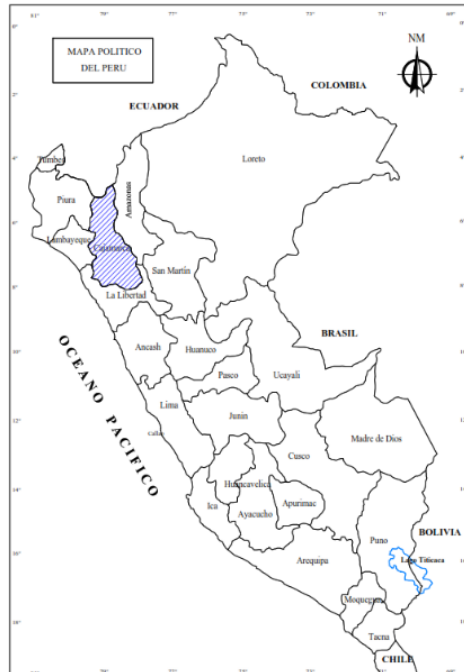 MAPA POLITICO
DEL PERU
NM
COLOMBIA
ECUADOR
Tumbes
Loreto
Piura
Amazonas
Lambayeque
Cajamarca
San Martín
La Libertad
BRASIL
Ancash
Huanuco
Pasco
Ucayali
OCEANO PACIFICO
Lima
Junin
Callao
Madre de Dios
Cusco
Huancavelica
Ica
Apurimac
Ayacucho
BOLIVIA
Puno
Lago Titicaca
Arequipa
Moquegua
Tacna
CHILE